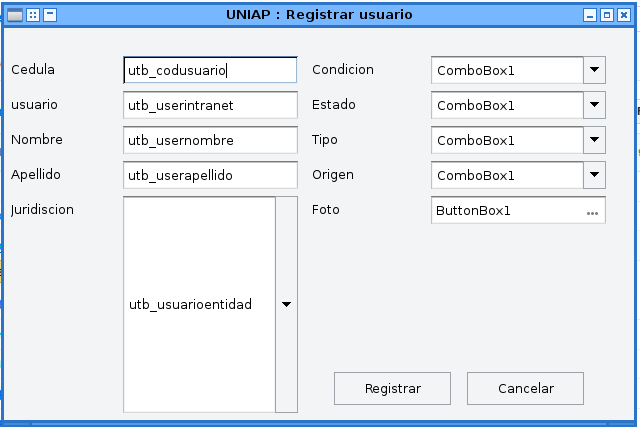 UNIAP : Registrar usuario
Cedula utb_codusuario Condicion ComboBox1
usuario utb_userintranet Estado ComboBox1
Nombre utb_usernombre Tipo ComboBox1
Apellido utb_userapellido Origen ComboBox1
Juridiscion Foto ButtonBox1 ...
utb_usuarioentidad
Registrar Cancelar